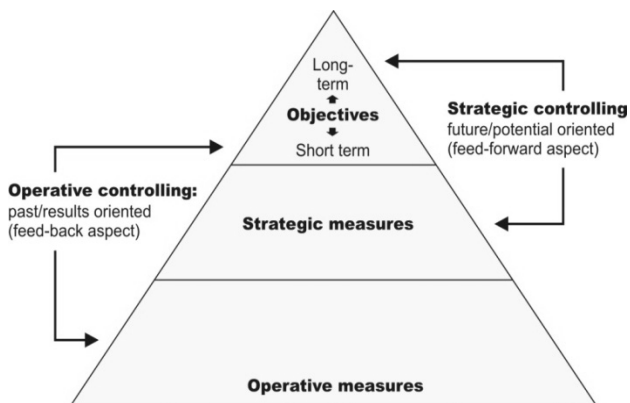 Long-
term
Objectives
Short term
Strategic controlling:
future/potential oriented
(feed-forward aspect)
Operative controlling:
past/results oriented
(feed-back aspect)
Strategic measures
Operative measures